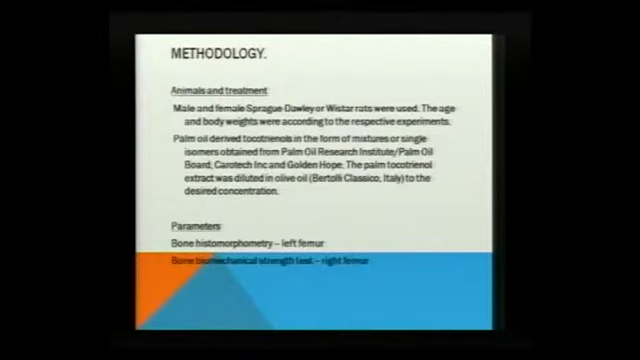 METHODOLOGY.
Animals and treatment
Male and female Sprague-Dawley or Wistar rats were used. The age
and body weights were according to the respective experiments.
Palm oil derived tocotrienols in the form of mixtures or single
isomers obtained from Palm Oil Research Institute/Palm Oil
Board, Carotech Inc and Golden Hope. The palm tocotrienol
extract was diluted in olive oil (Bertolli Classico, Italy) to the
desired concentration.
Parameters
Bone histomorphometry – left femur
Bone biomechanical strength test – right femur